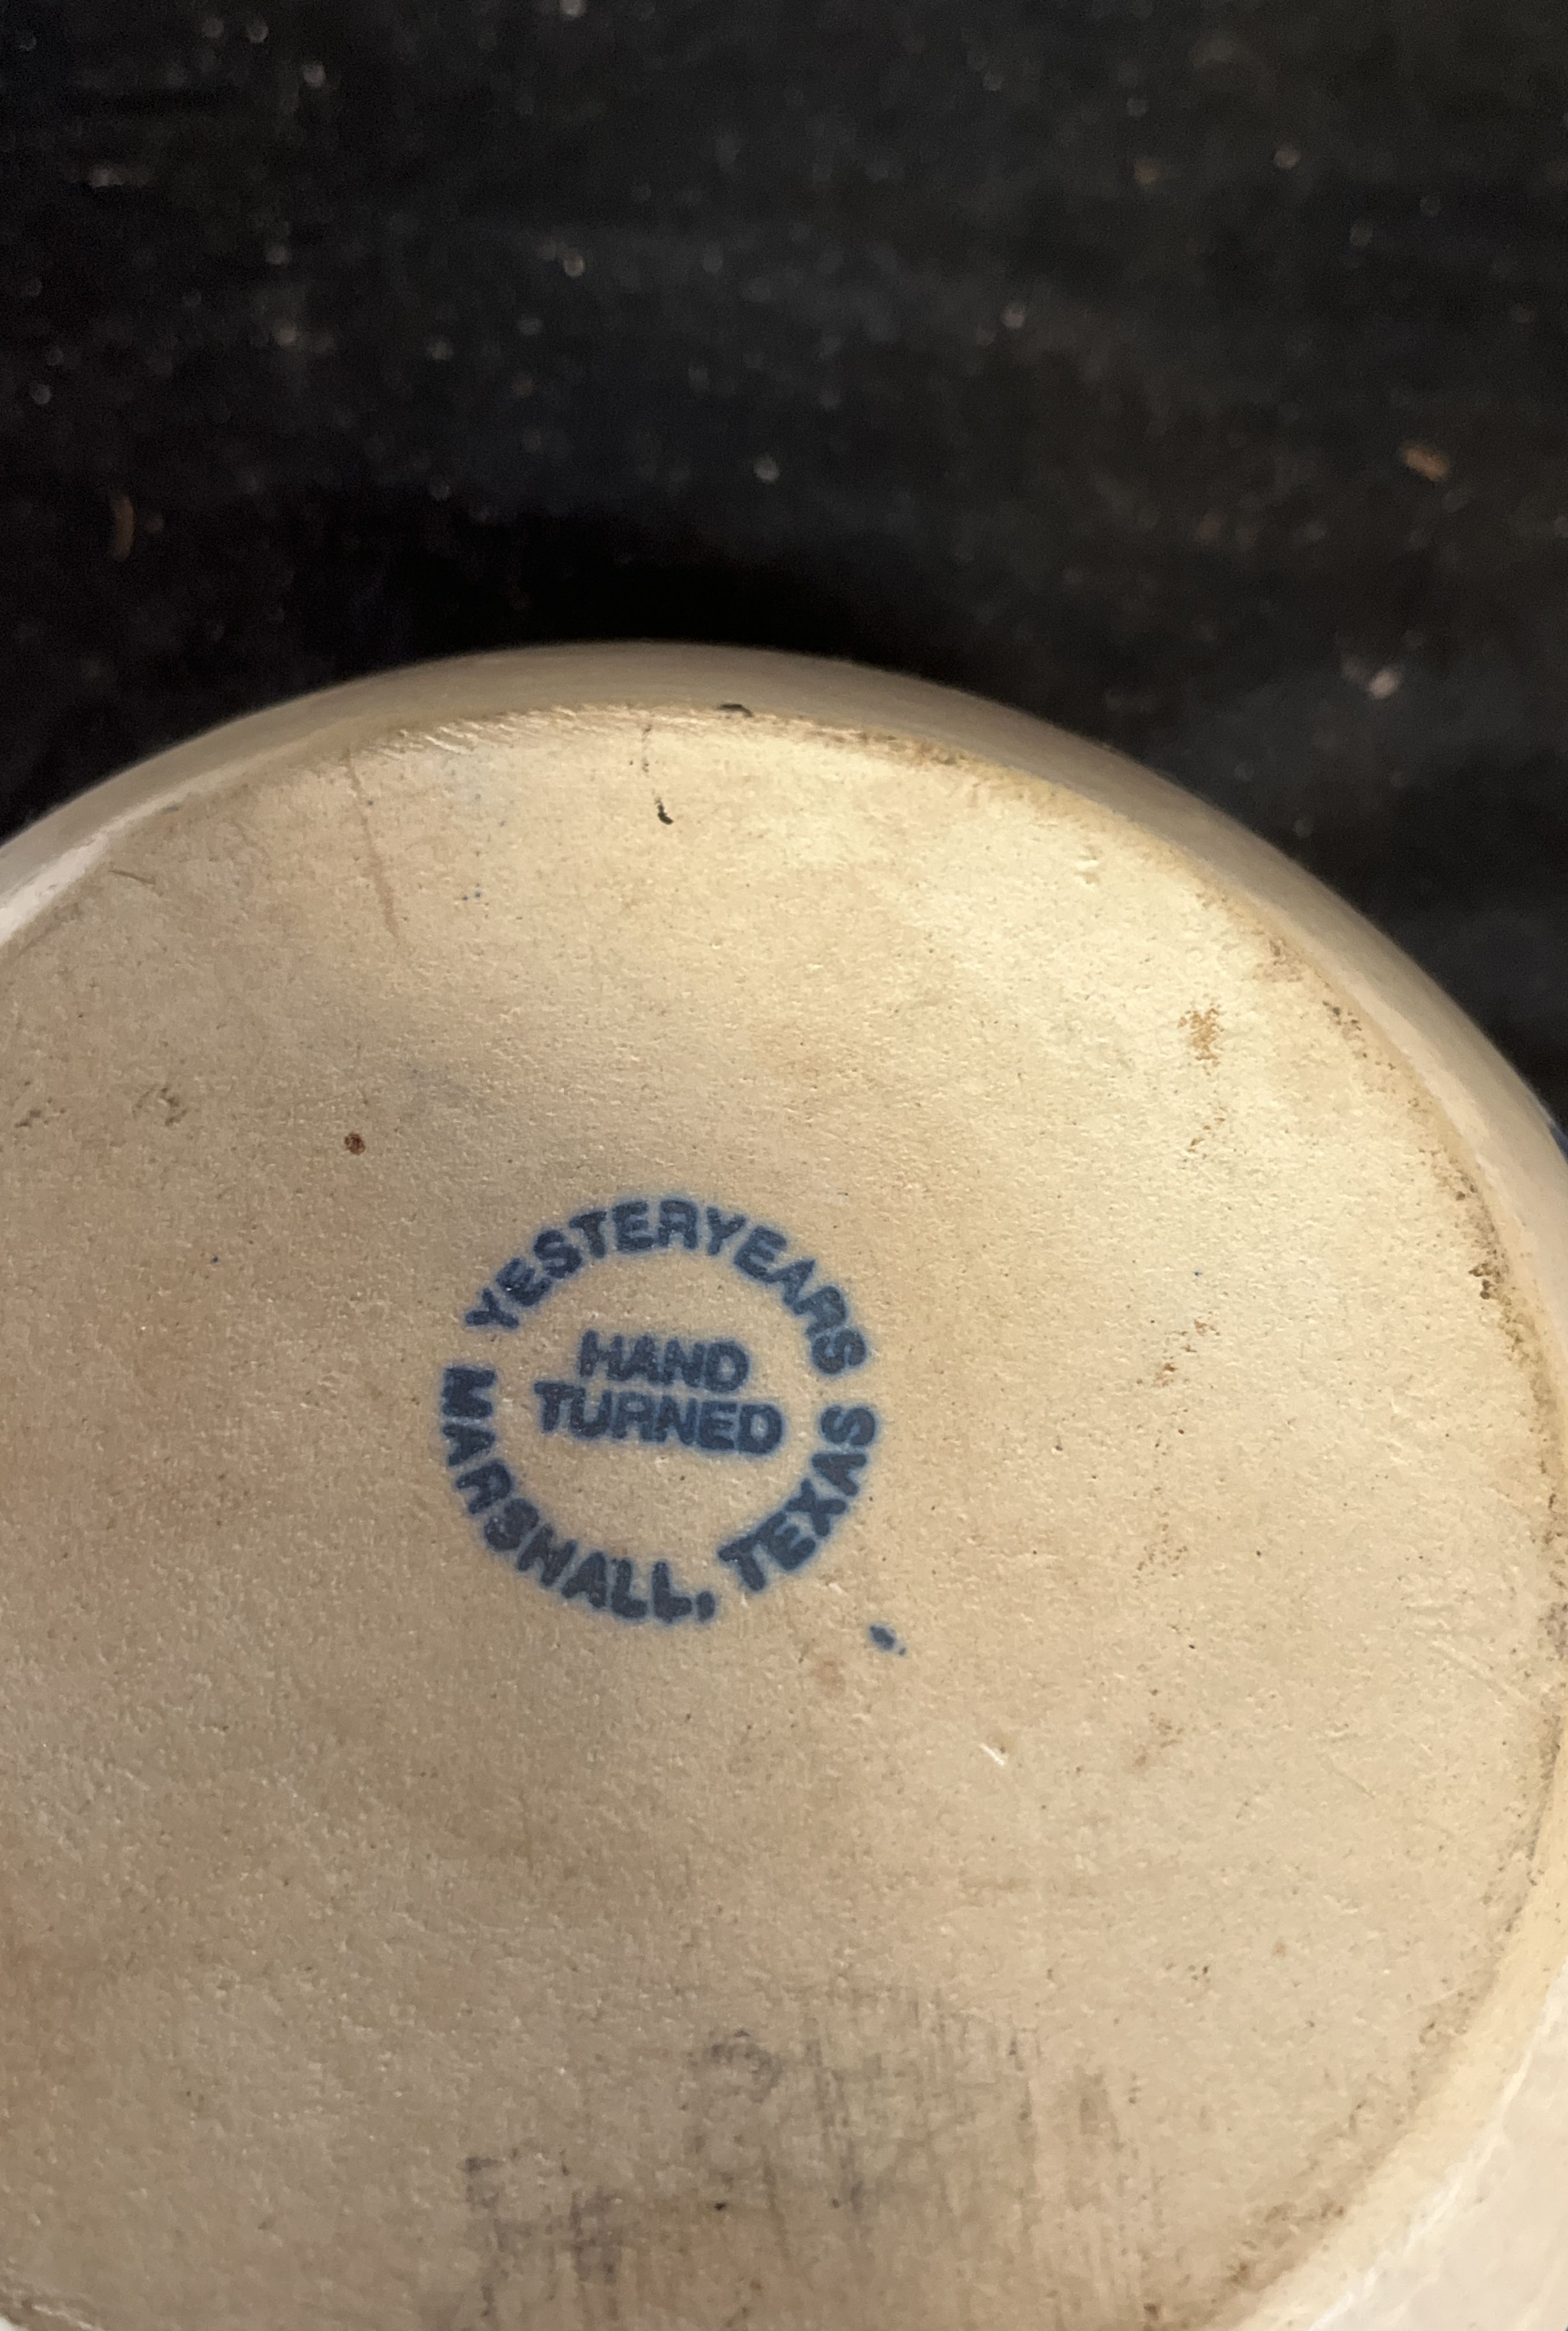 YESTERYEARS
HAND
TURNED
MARSHALL, TEXAS